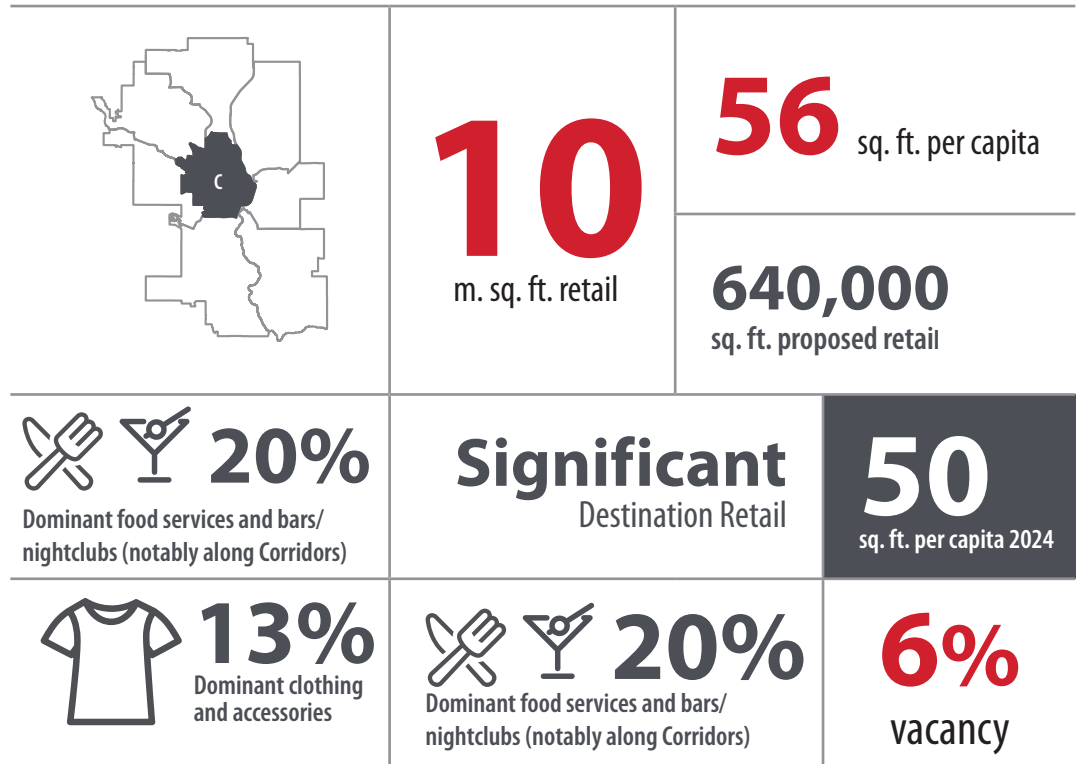 C
10
m. sq. ft. retail
56 sq. ft. per capita
640,000
sq. ft. proposed retail
20%
Dominant food services and bars/
nightclubs (notably along Corridors)
Significant
Destination Retail
50
sq. ft. per capita 2024
13%
Dominant clothing
and accessories
20%
Dominant food services and bars/
nightclubs (notably along Corridors)
6%
vacancy